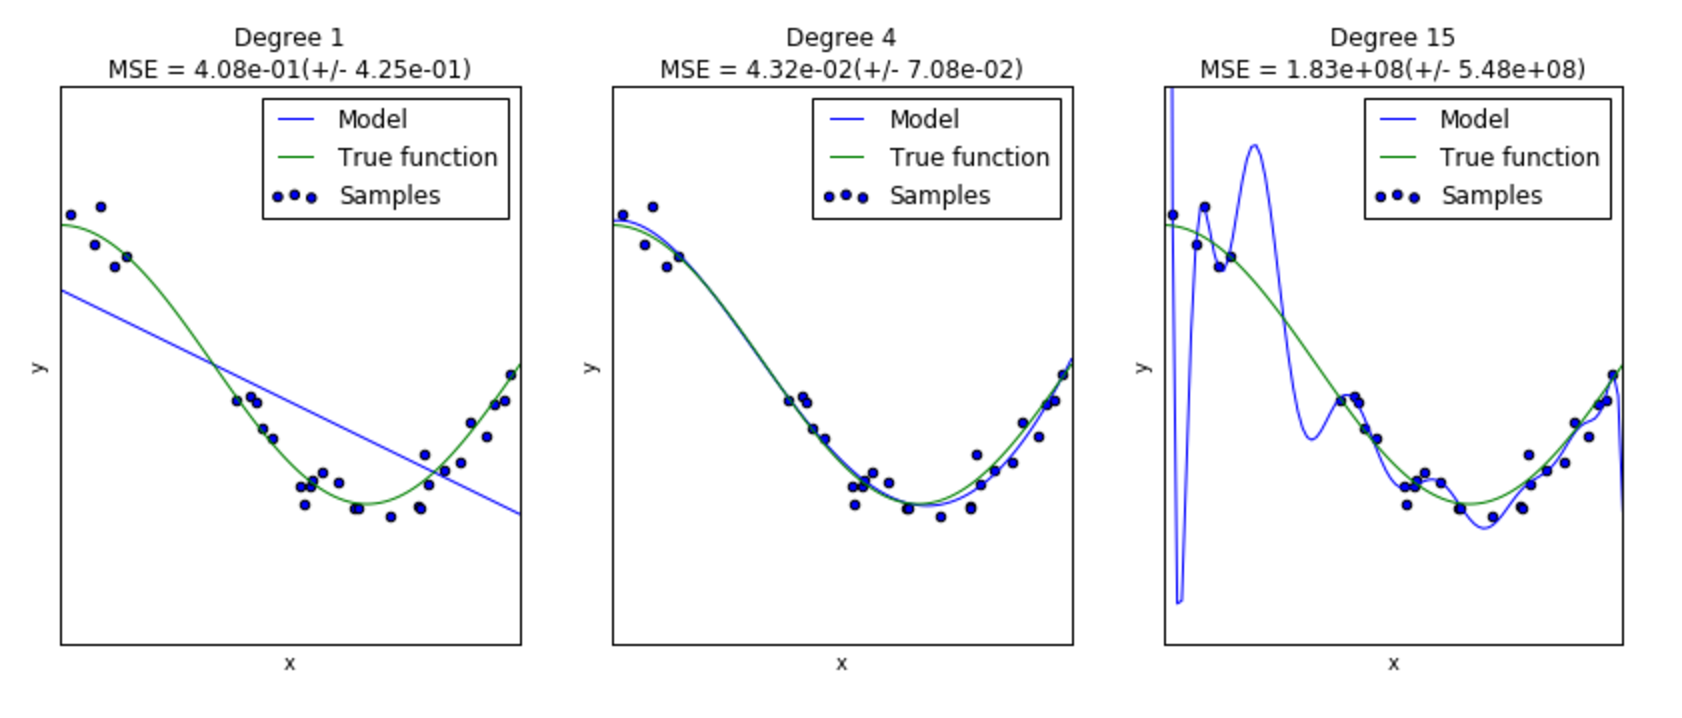 Degree 1
MSE = 4.08e-01(+/- 4.25e-01)
Model
True function
Samples
y
x
Degree 4
MSE = 4.32e-02(+/- 7.08e-02)
Model
True function
Samples
y
x
Degree 15
MSE = 1.83e+08(+/- 5.48e+08)
Model
True function
Samples
y
x